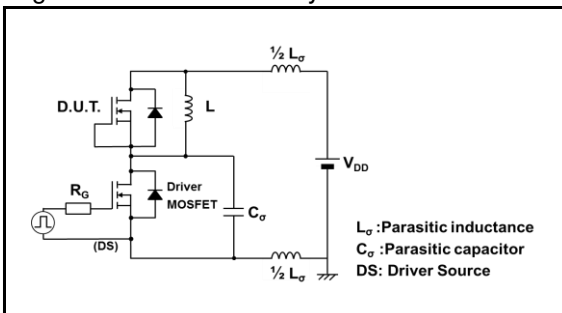 ½ Lσ
D.U.T.
L
VDD
RG
Driver
MOSFET
Cσ
(DS)
½ Lσ
Lσ :Parasitic inductance
Cσ :Parasitic capacitor
DS: Driver Source